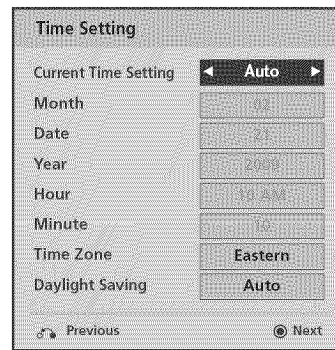 Time Setting
Current Time Setting ◄ Auto ►
Month 02
Date 21
Year
Hour 10 AM
Minute 10
Time Zone Eastern
Daylight Saving Auto
Previous Next